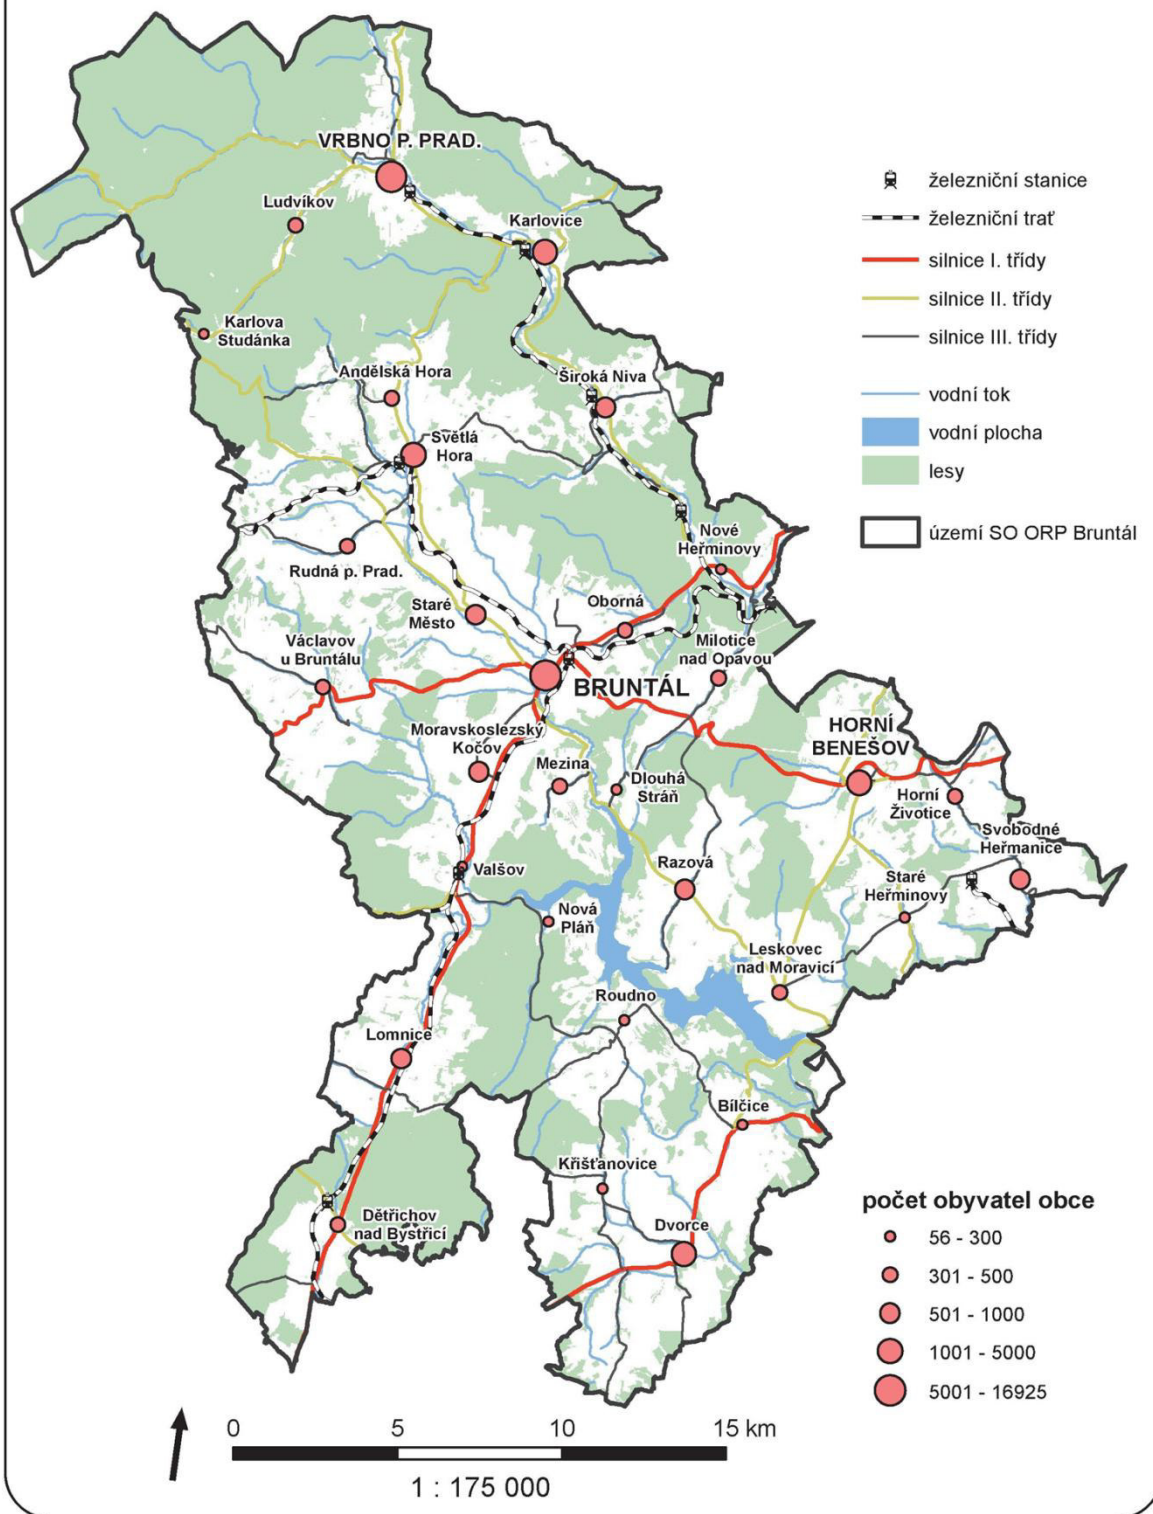 VRBNO P. PRAD.
Ludvíkov
Karlovice
Karlova
Studánka
Andělská Hora
Široká Niva
Světlá
Hora
Nové
Heřminovy
Rudná p. Prad.
Oborná
Staré
Město
Milotice
nad Opavou
Václavov
u Bruntálu
BRUNTÁL
Moravskoslezský
Kočov
HORNÍ
BENEŠOV
Mezina
Dlouhá
Stráň
Horní
Životice
Svobodné
Heřmanice
Razová
Valšov
Staré
Heřminovy
Nová
Pláň
Leskovec
nad Moravicí
Roudno
Lomnice
Bílčice
Křišťanovice
Dětřichov
nad Bystřicí
Dvorce
železniční stanice
železniční trať
silnice I. třídy
silnice II. třídy
silnice III. třídy
vodní tok
vodní plocha
lesy
území SO ORP Bruntál
počet obyvatel obce
56 - 300
301 - 500
501 - 1000
1001 - 5000
5001 - 16925
0 5 10 15 km
1 : 175 000